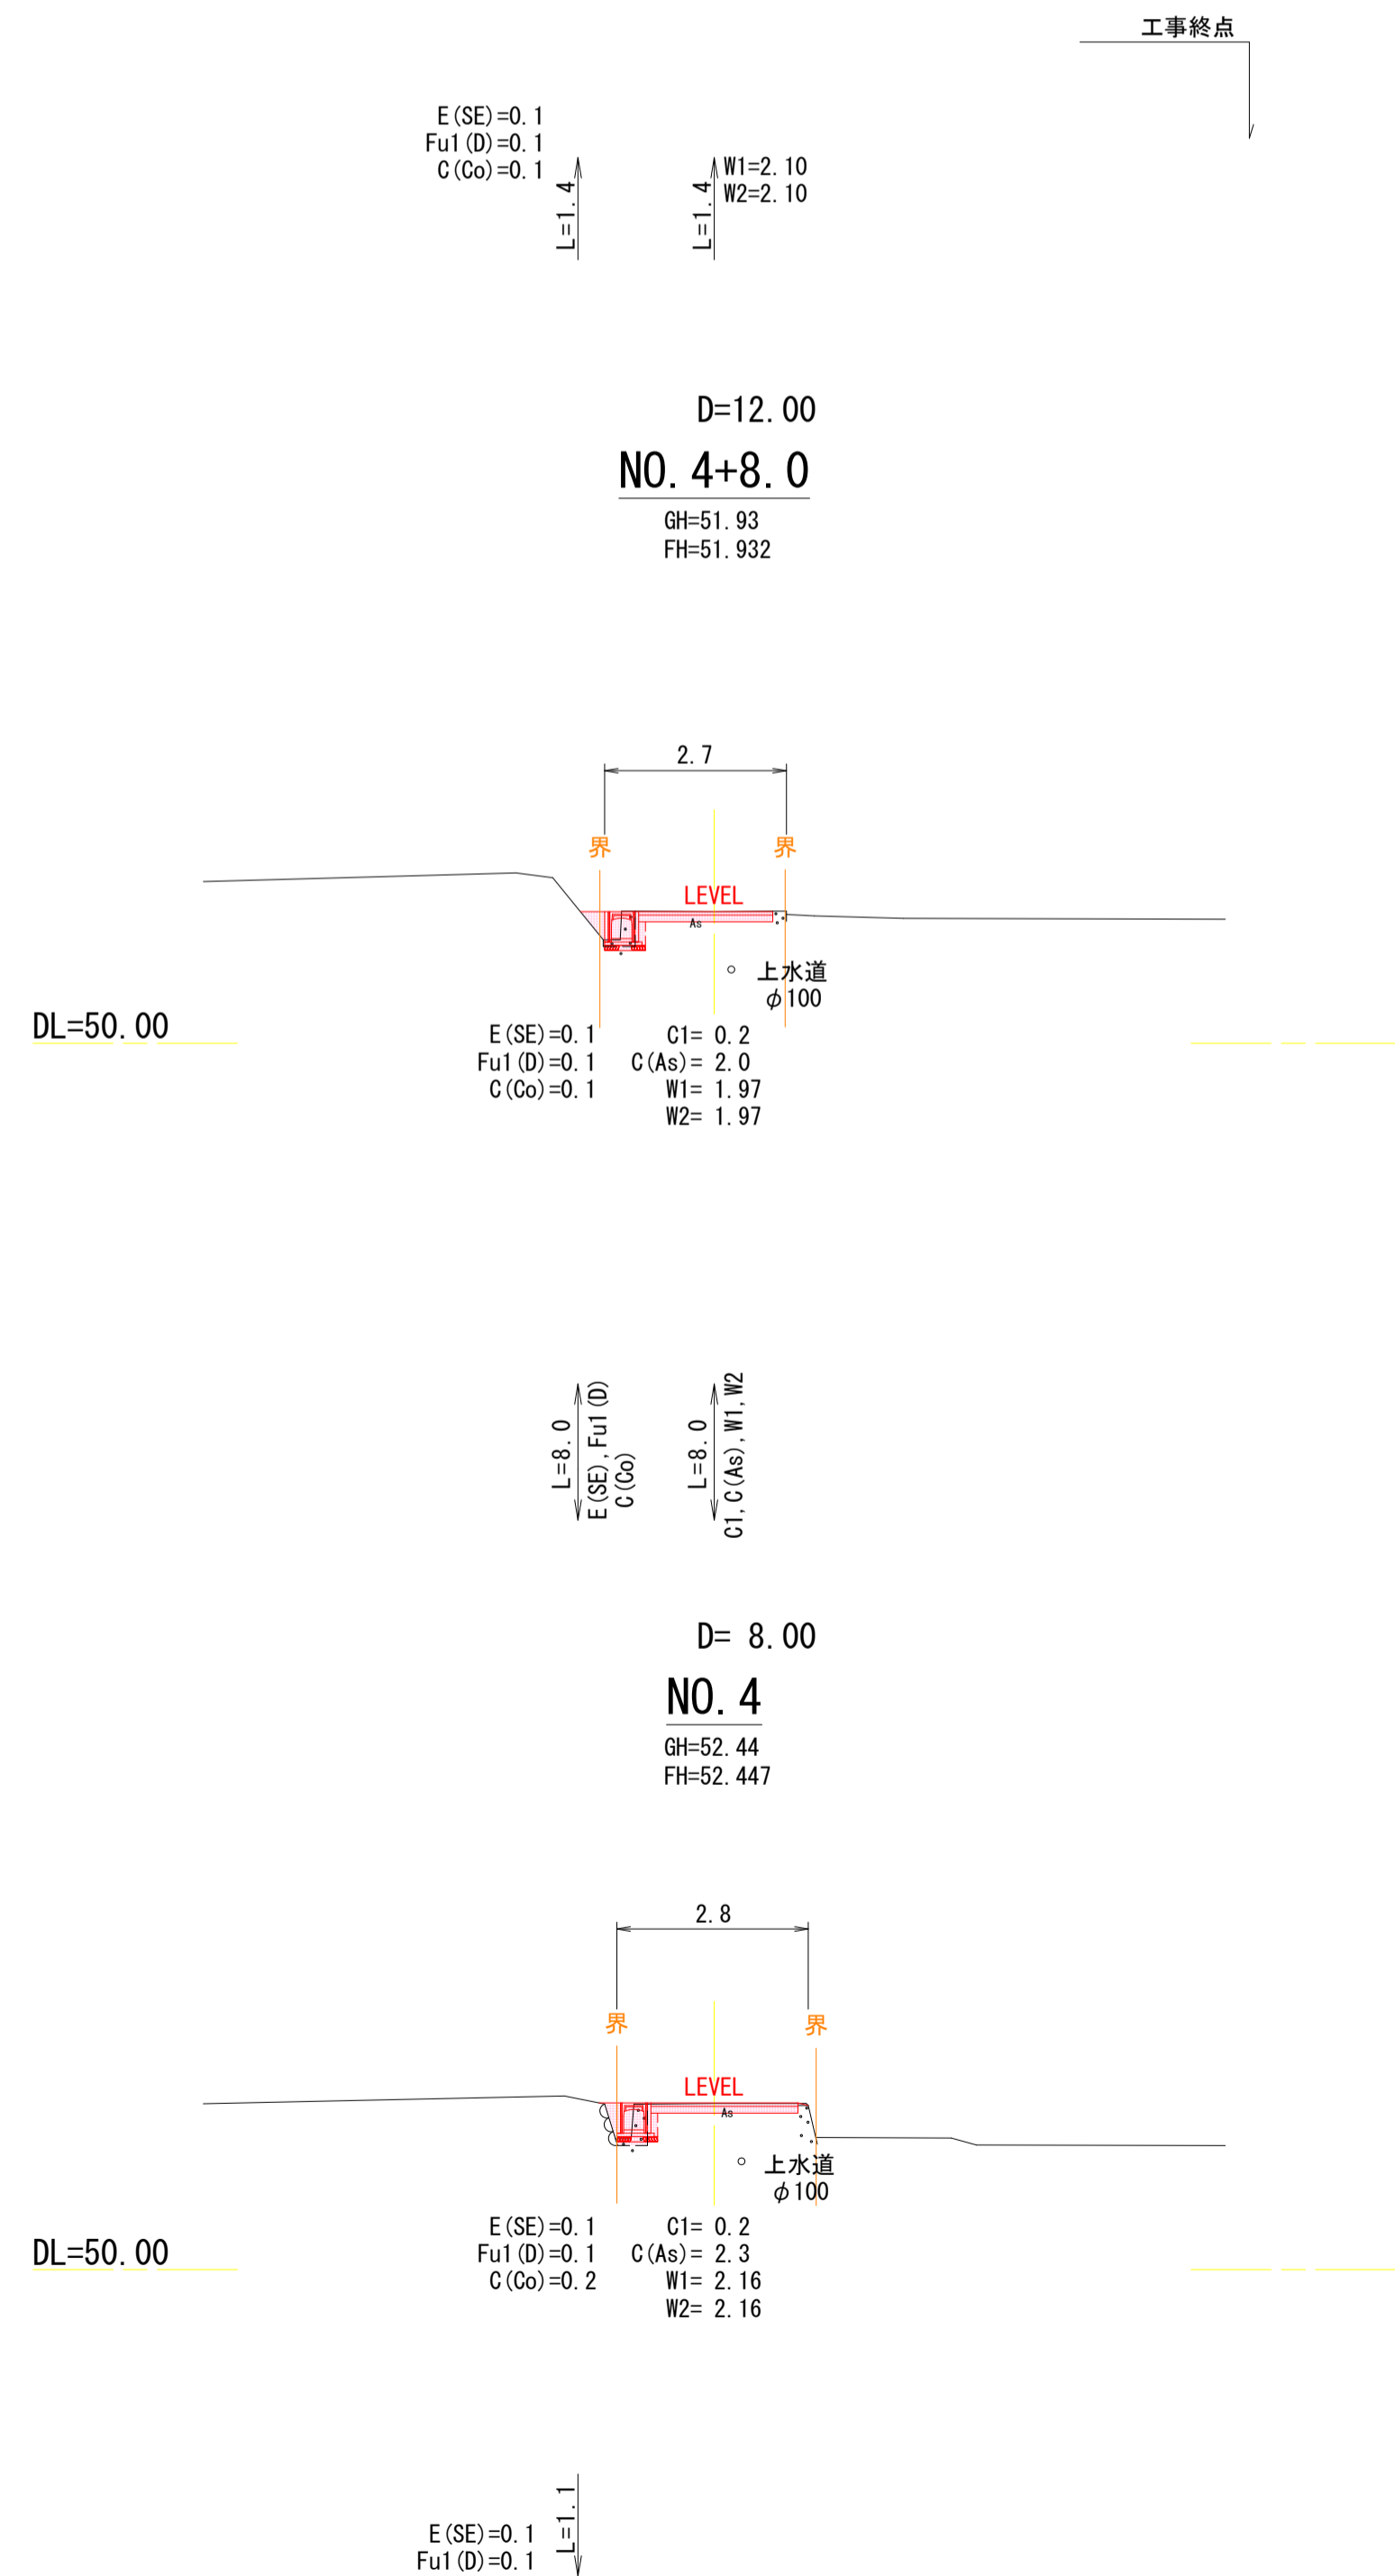 工事終点
E(SE)=0.1
Fu1(D)=0.1
C(Co)=0.1
L=1.4
L=1.4
W1=2.10
W2=2.10
D=12.00
NO.4+8.0
GH=51.93
FH=51.932
2.7
界
界
LEVEL
As
上水道
φ100
DL=50.00
E(SE)=0.1
Fu1(D)=0.1
C(Co)=0.1
C1= 0.2
C(As)= 2.0
W1= 1.97
W2= 1.97
L=8.0
E(SE),Fu1(D)
C(Co)
L=8.0
C1,C(As),W1,W2
D= 8.00
NO.4
GH=52.44
FH=52.447
2.8
界
界
LEVEL
As
上水道
φ100
DL=50.00
E(SE)=0.1
Fu1(D)=0.1
C(Co)=0.2
C1= 0.2
C(As)= 2.3
W1= 2.16
W2= 2.16
L=1.1
E(SE)=0.1
Fu1(D)=0.1